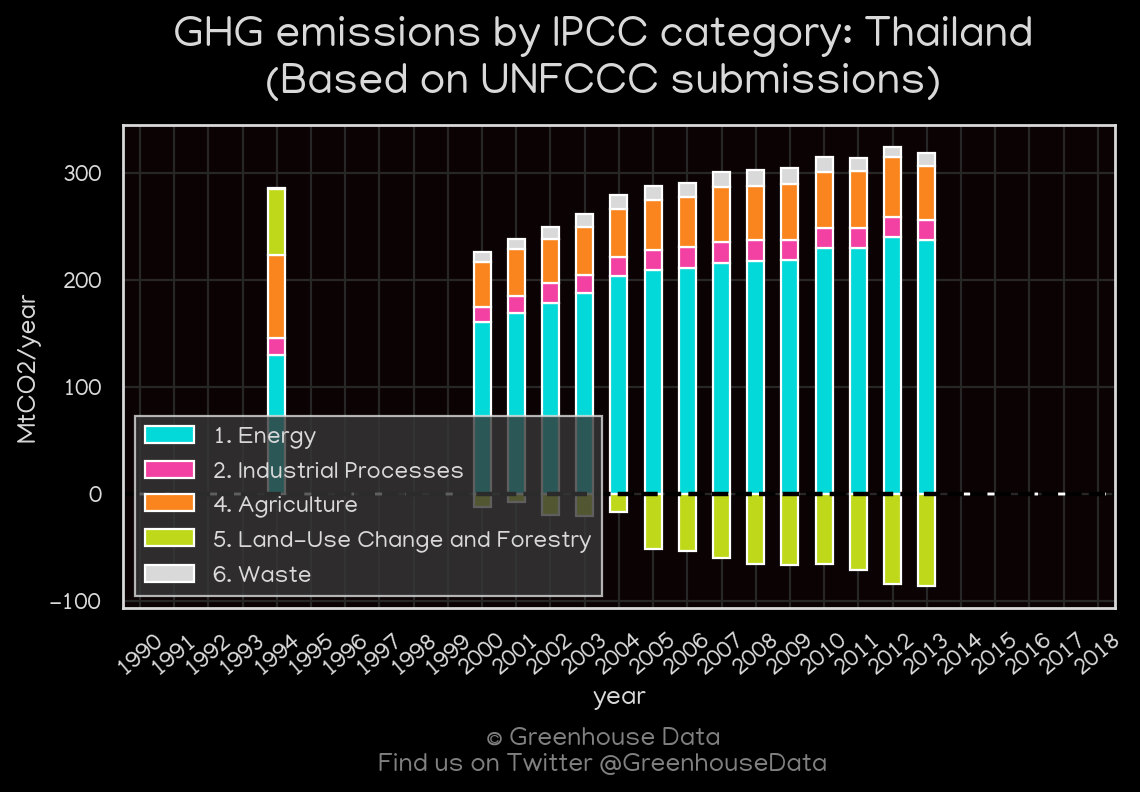 GHG emissions by IPCC category: Thailand
(Based on UNFCCC submissions)
MtCO2/year
300
200
100
0
-100
1. Energy
2. Industrial Processes
4. Agriculture
5. Land-Use Change and Forestry
6. Waste
1990 1991 1992 1993 1994 1995 1996 1997 1998 1999 2000 2001 2002 2003 2004 2005 2006 2007 2008 2009 2010 2011 2012 2013 2014 2015 2016 2017 2018
year
© Greenhouse Data
Find us on Twitter @GreenhouseData